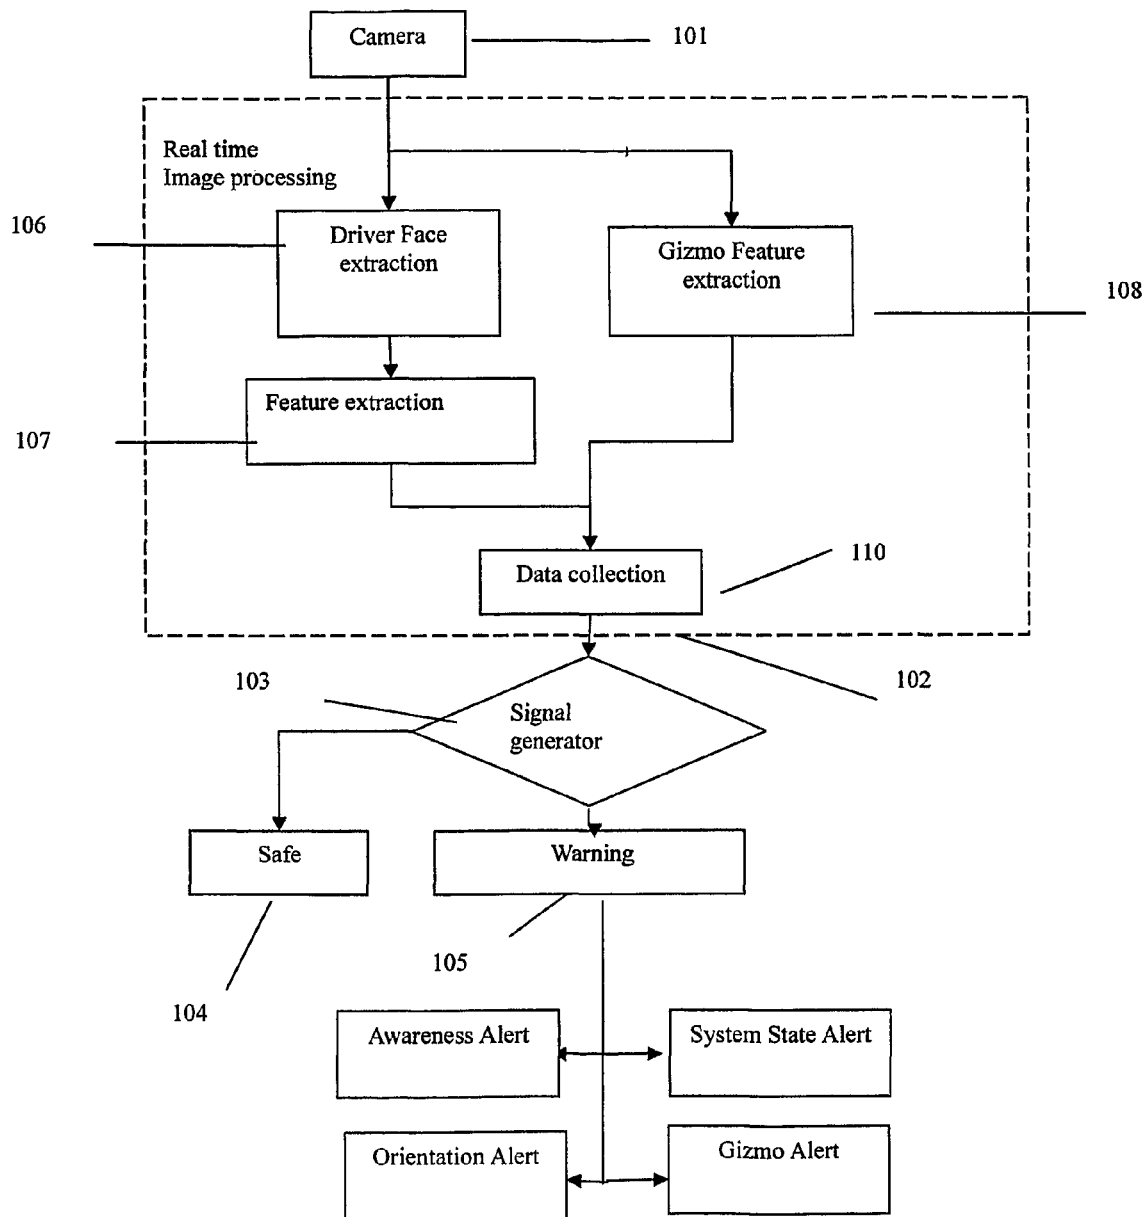 Camera
101
Real time
Image processing
106
Driver Face
extraction
Gizmo Feature
extraction
108
Feature extraction
107
Data collection
110
103
Signal
generator
102
Safe
Warning
105
104
Awareness Alert
System State Alert
Orientation Alert
Gizmo Alert